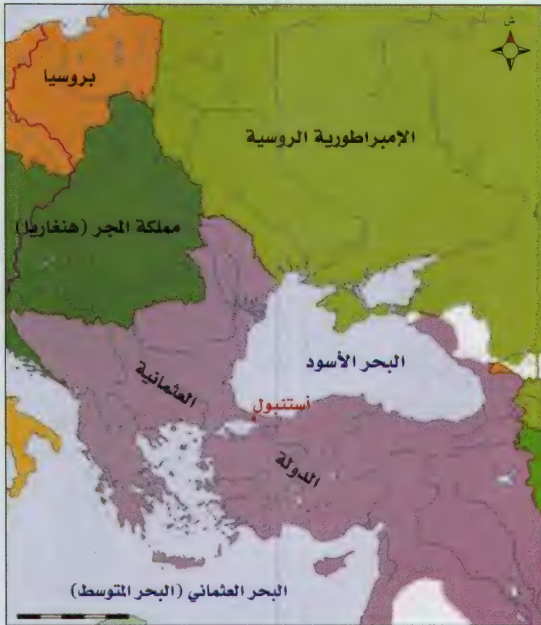 ش
بروسيا
الإمبراطورية الروسية
مملكة المجر (هنغاريا)
البحر الأسود
أستنبول
العثمانية
الدولة
البحر العثماني (البحر المتوسط)